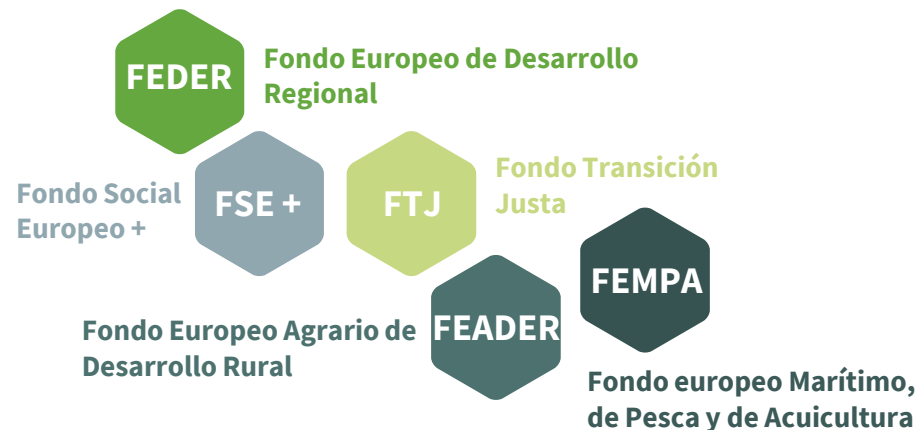 FEDER
Fondo Europeo de Desarrollo
Regional
Fondo Social
Europeo +
FSE +
FTJ
Fondo Transición
Justa
FEMPA
Fondo Europeo Agrario de
Desarrollo Rural
FEADER
Fondo europeo Marítimo,
de Pesca y de Acuicultura